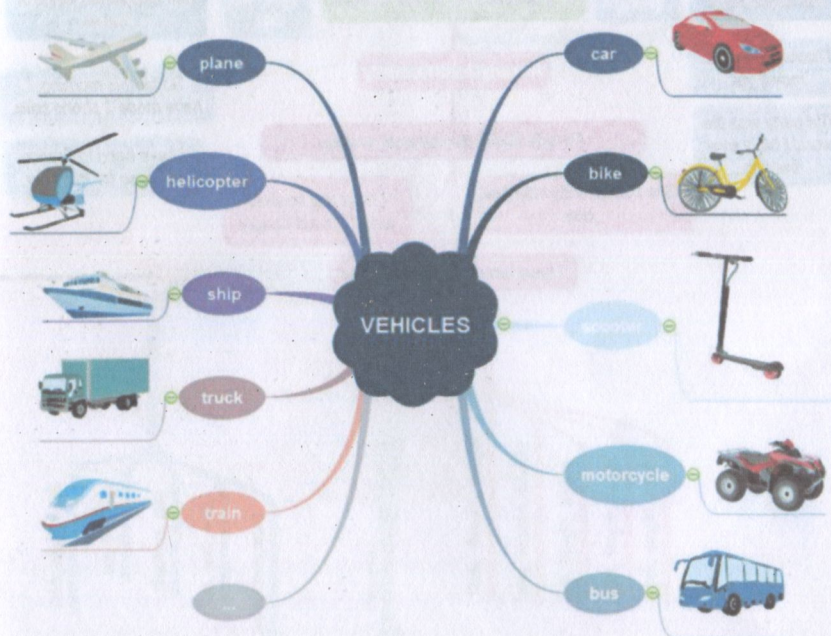 plane
helicopter
ship
truck
train
...
VEHICLES
car
bike
scooter
motorcycle
bus